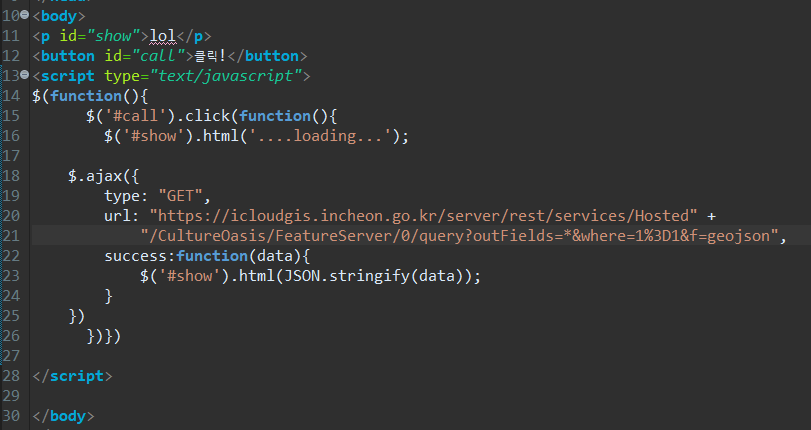 10 <body>
11 <p id="show">lol</p>
12 <button id="call">클릭!</button>
13 <script type="text/javascript">
14 $(function(){
15 $('#call').click(function(){
16 $('#show').html('....loading...');
17
18 $.ajax({
19 type: "GET",
20 url: "https://icloudgis.incheon.go.kr/server/rest/services/Hosted" +
21 "/CultureOasis/FeatureServer/0/query?outFields=*&where=1%3D1&f=geojson",
22 success:function(data){
23 $('#show').html(JSON.stringify(data));
24 }
25 })
26 })})
27
28 </script>
29
30 </body>